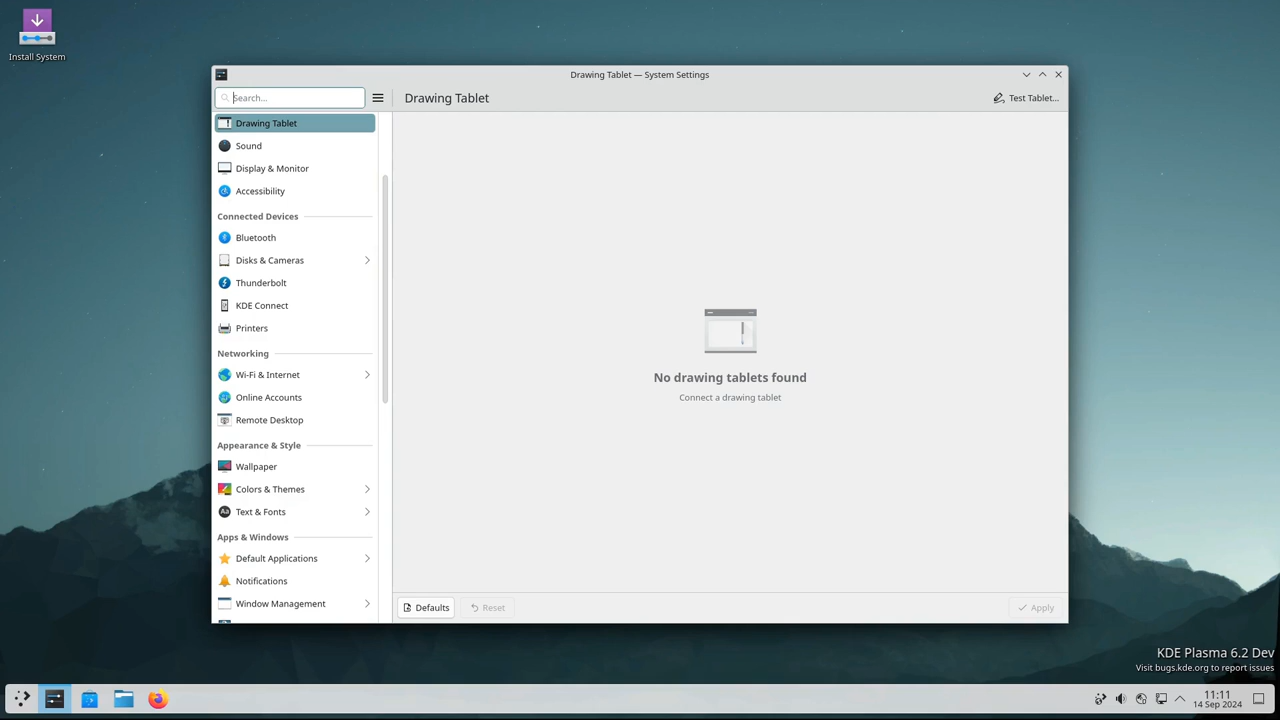 Install System
Drawing Tablet — System Settings
Search...
Drawing Tablet
Test Tablet...
Drawing Tablet
Sound
Display & Monitor
Accessibility
Connected Devices
Bluetooth
Disks & Cameras
Thunderbolt
KDE Connect
Printers
Networking
Wi-Fi & Internet
Online Accounts
Remote Desktop
Appearance & Style
Wallpaper
Colors & Themes
Aa
Text & Fonts
Apps & Windows
Default Applications
Notifications
Window Management
No drawing tablets found
Connect a drawing tablet
Defaults
Reset
Apply
KDE Plasma 6.2 Dev
Visit bugs.kde.org to report issues
11:11
14 Sep 2024